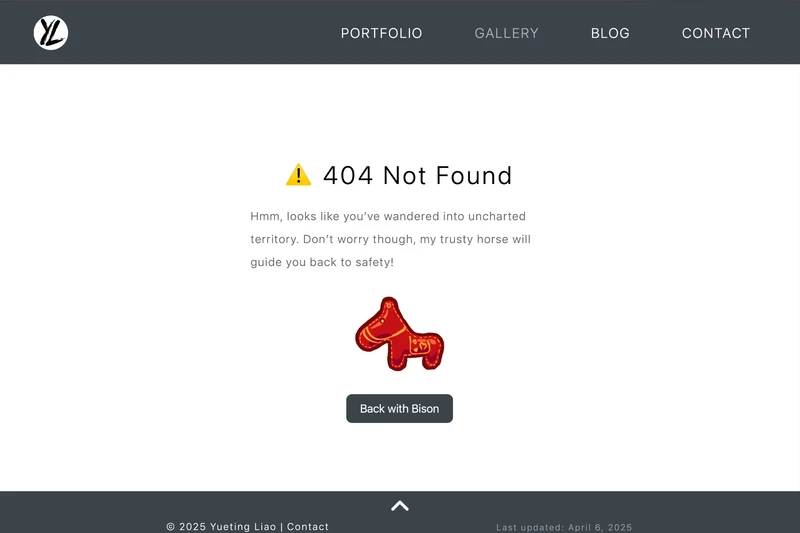 YL
PORTFOLIO
GALLERY
BLOG
CONTACT
⚠️ 404 Not Found
Hmm, looks like you’ve wandered into uncharted
territory. Don’t worry though, my trusty horse will
guide you back to safety!
Back with Bison
© 2025 Yueting Liao | Contact
Last updated: April 6, 2025